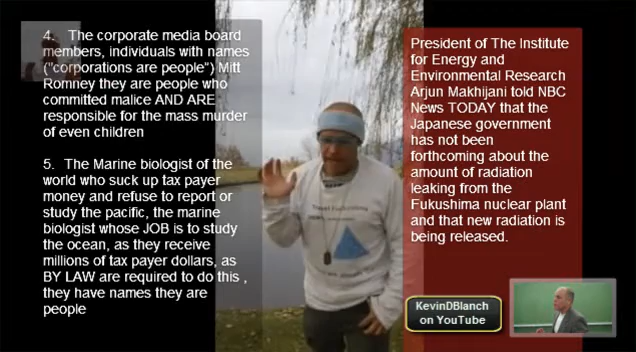 4.   The corporate media board
members, individuals with names
("corporations are people") Mitt
Romney they are people who
committed malice AND ARE
responsible for the mass murder
of even children
5.   The Marine biologist of the
world who suck up tax payer
money and refuse to report or
study the pacific, the marine
biologist whose JOB is to study
the ocean, as they receive
millions of tax payer dollars, as
BY LAW are required to do this ,
they have names they are
people
President of The Institute
for Energy and
Environmental Research
Arjun Makhijani told NBC
News TODAY that the
Japanese government
has not been
forthcoming about the
amount of radiation
leaking from the
Fukushima nuclear plant
and that new radiation is
being released.
KevinDBlanch
on YouTube